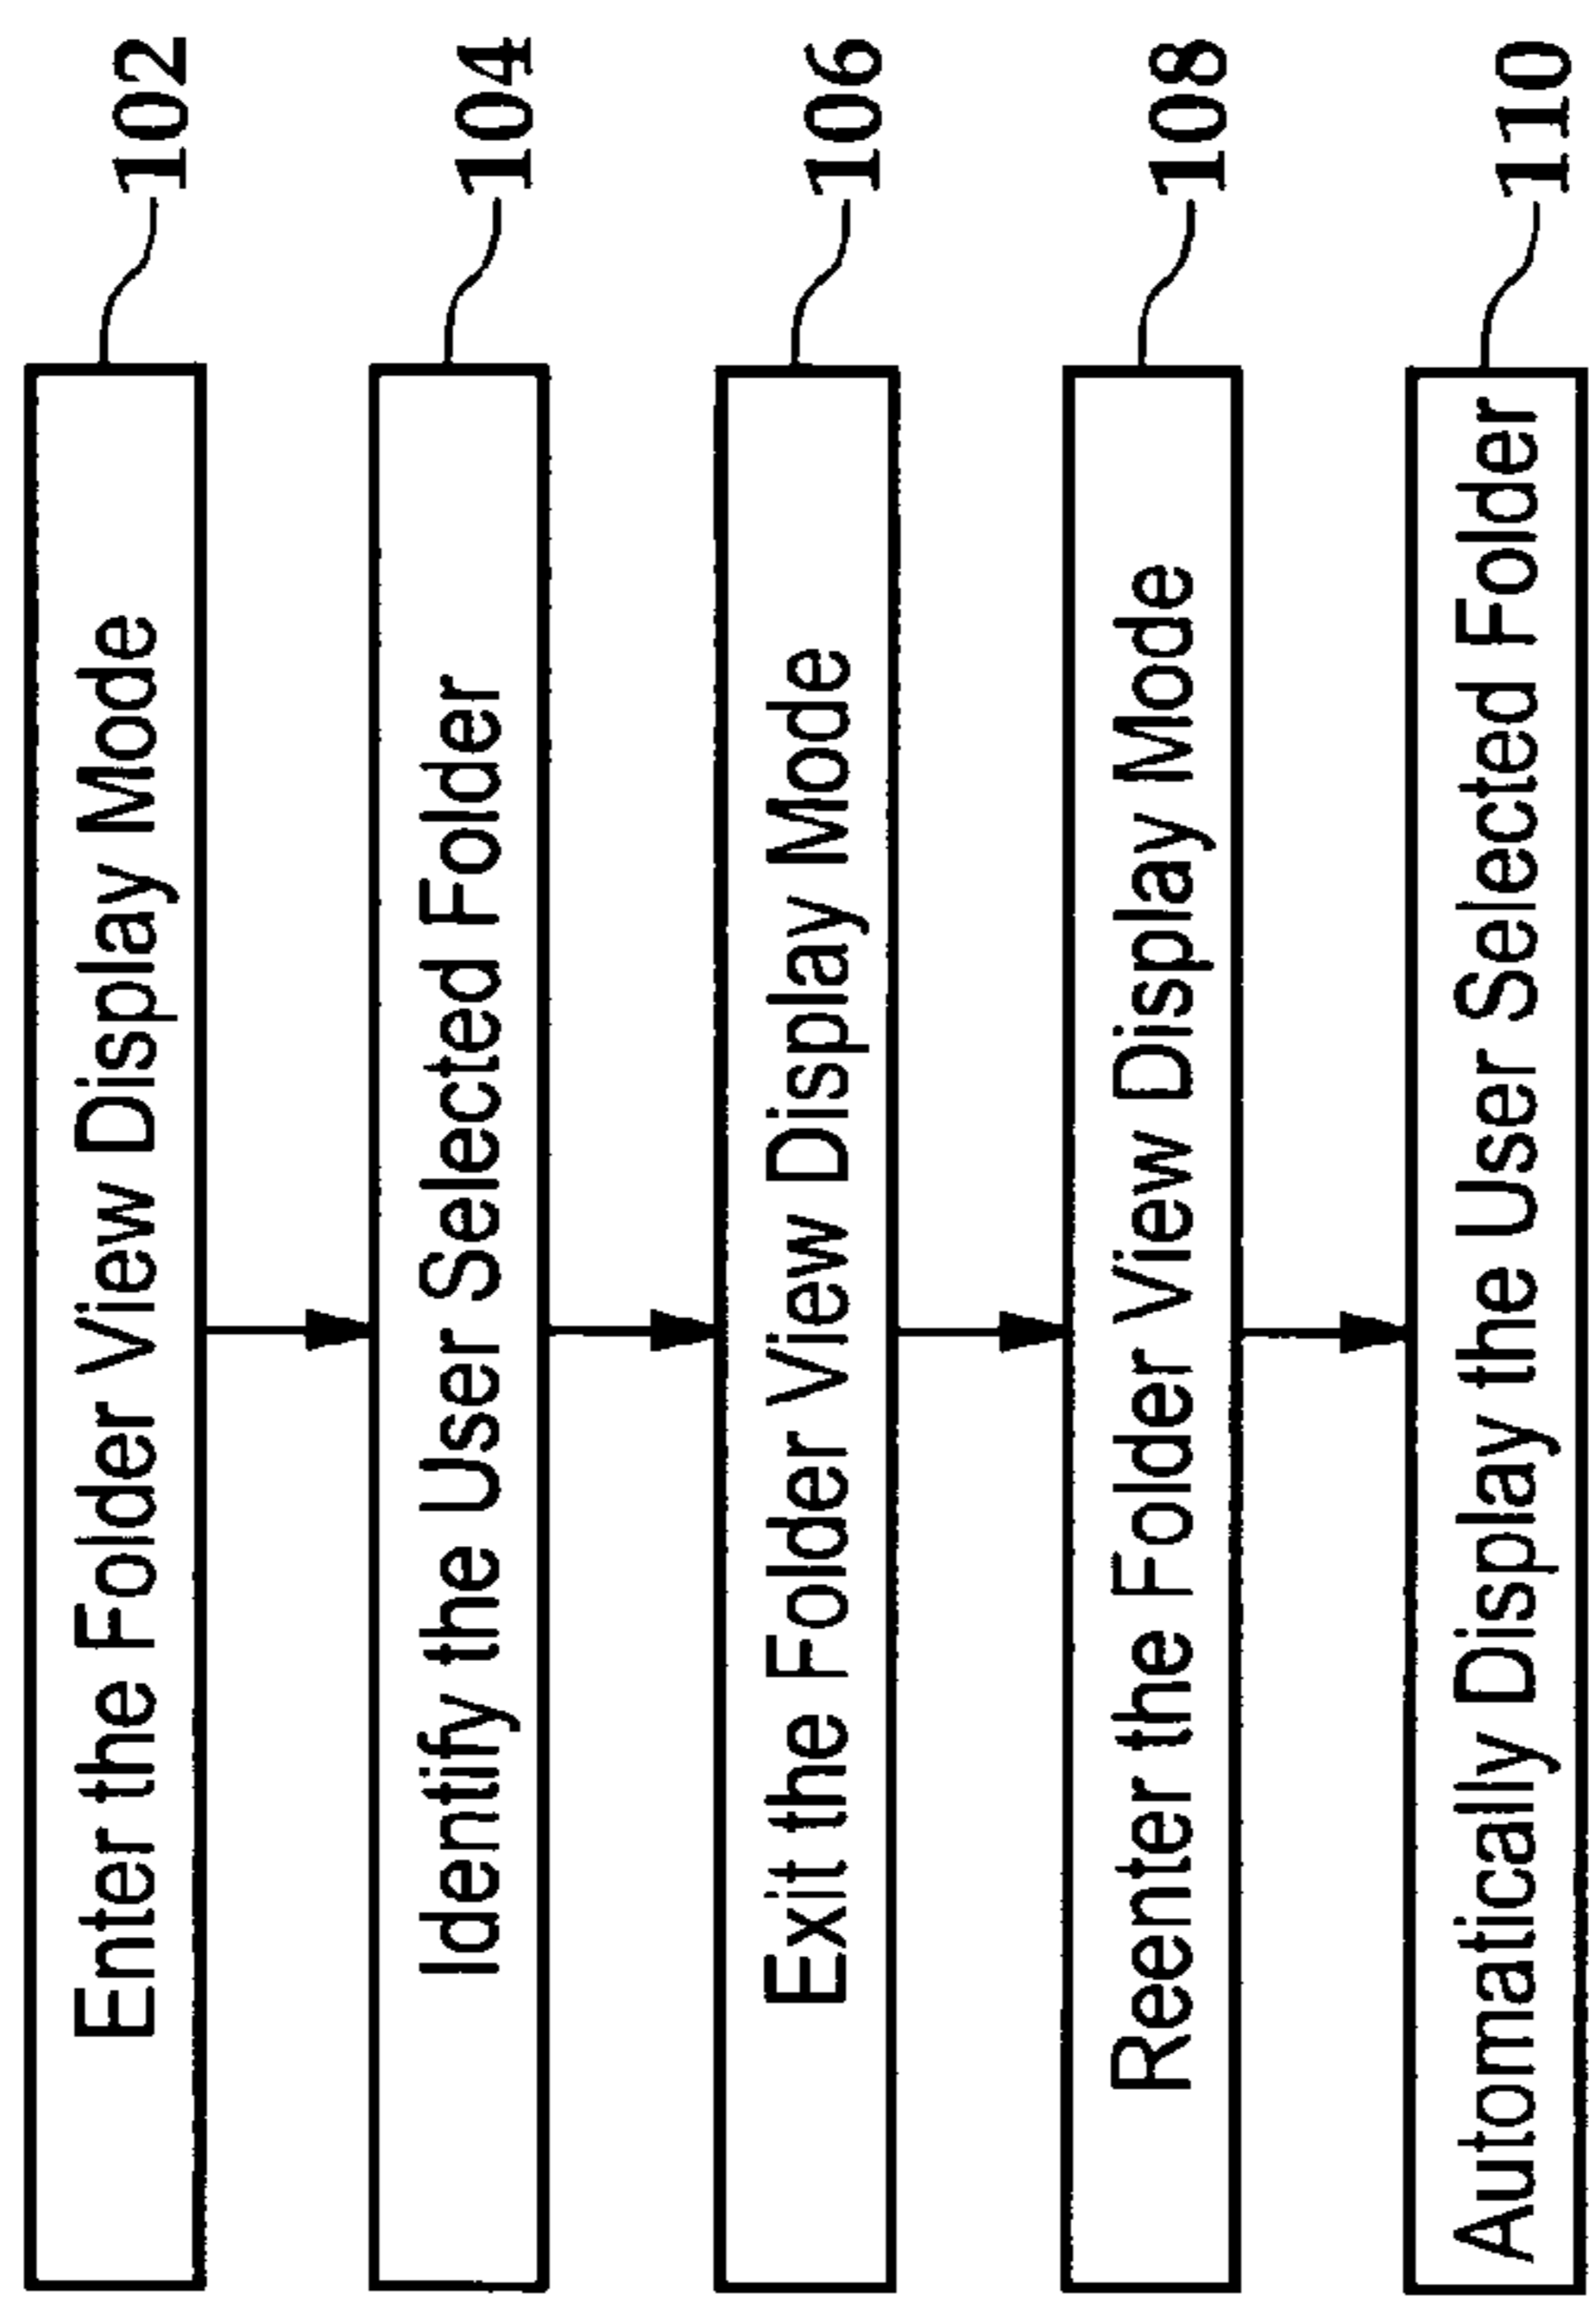 Enter the Folder View Display Mode
102
Identify the User Selected Folder
104
Exit the Folder View Display Mode
106
Reenter the Folder View Display Mode
108
Automatically Display the User Selected Folder
110